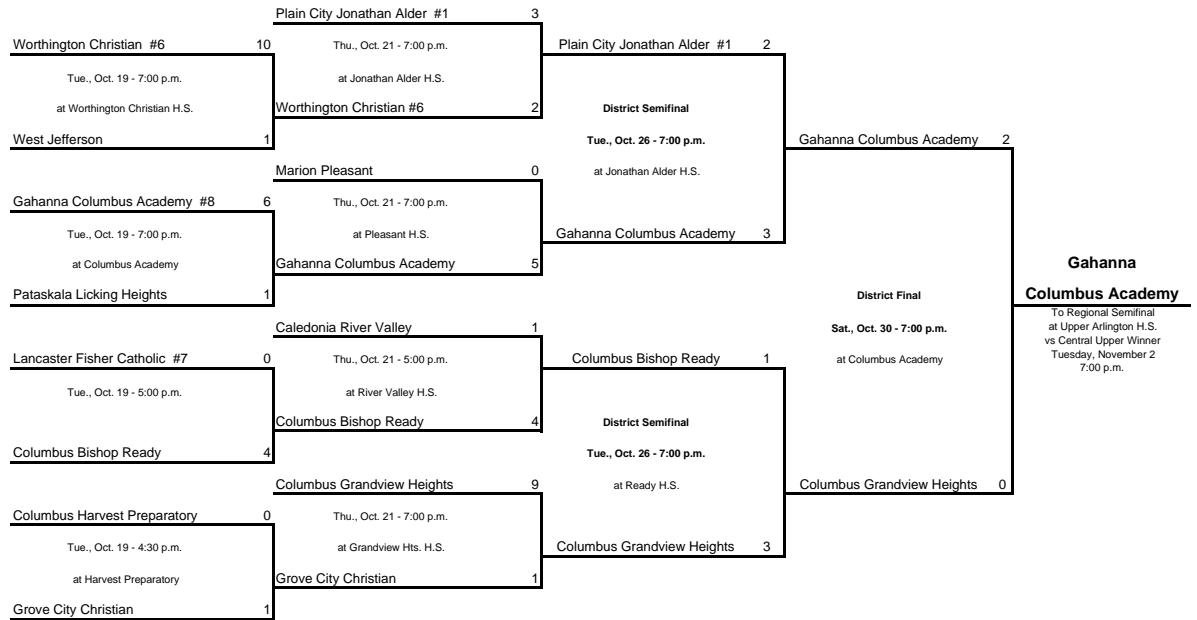 Plain City Jonathan Alder #1 3
Worthington Christian #6 10
Thu., Oct. 21 - 7:00 p.m.
Plain City Jonathan Alder #1 2
Tue., Oct. 19 - 7:00 p.m.
at Jonathan Alder H.S.
at Worthington Christian H.S.
Worthington Christian #6 2
District Semifinal
West Jefferson 1
Tue., Oct. 26 - 7:00 p.m.
Gahanna Columbus Academy 2
Marion Pleasant 0
at Jonathan Alder H.S.
Gahanna Columbus Academy #8 6
Thu., Oct. 21 - 7:00 p.m.
Tue., Oct. 19 - 7:00 p.m.
at Pleasant H.S.
Gahanna Columbus Academy 3
at Columbus Academy
Gahanna Columbus Academy 5
Gahanna
Pataskala Licking Heights 1
District Final
Columbus Academy
To Regional Semifinal
Caledonia River Valley 1
Sat., Oct. 30 - 7:00 p.m.
at Upper Arlington H.S.
vs Central Upper Winner
Lancaster Fisher Catholic #7 0
Thu., Oct. 21 - 5:00 p.m.
Columbus Bishop Ready 1
at Columbus Academy
Tuesday, November 2
7:00 p.m.
Tue., Oct. 19 - 5:00 p.m.
at River Valley H.S.
Columbus Bishop Ready 4
District Semifinal
Columbus Bishop Ready 4
Tue., Oct. 26 - 7:00 p.m.
Columbus Grandview Heights 9
at Ready H.S.
Columbus Grandview Heights 0
Columbus Harvest Preparatory 0
Thu., Oct. 21 - 7:00 p.m.
Tue., Oct. 19 - 4:30 p.m.
at Grandview Hts. H.S.
Columbus Grandview Heights 3
at Harvest Preparatory
Grove City Christian 1
Grove City Christian 1